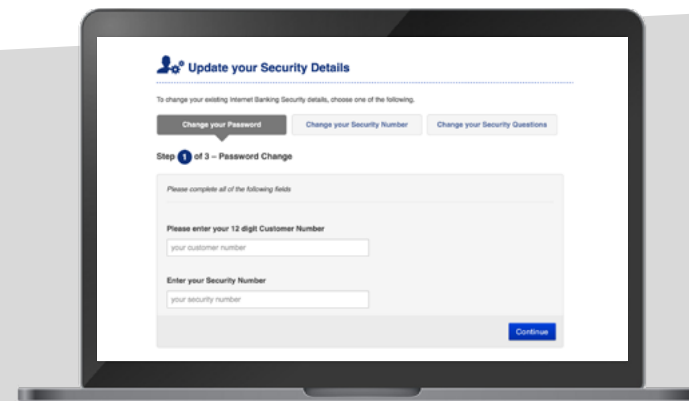 Update your Security Details
To change your existing Internet Banking Security details, choose one of the following.
Change your Password
Change your Security Number
Change your Security Questions
Step 1 of 3 – Password Change
Please complete all of the following fields
Please enter your 12 digit Customer Number
your customer number
Enter your Security Number
your security number
Continue